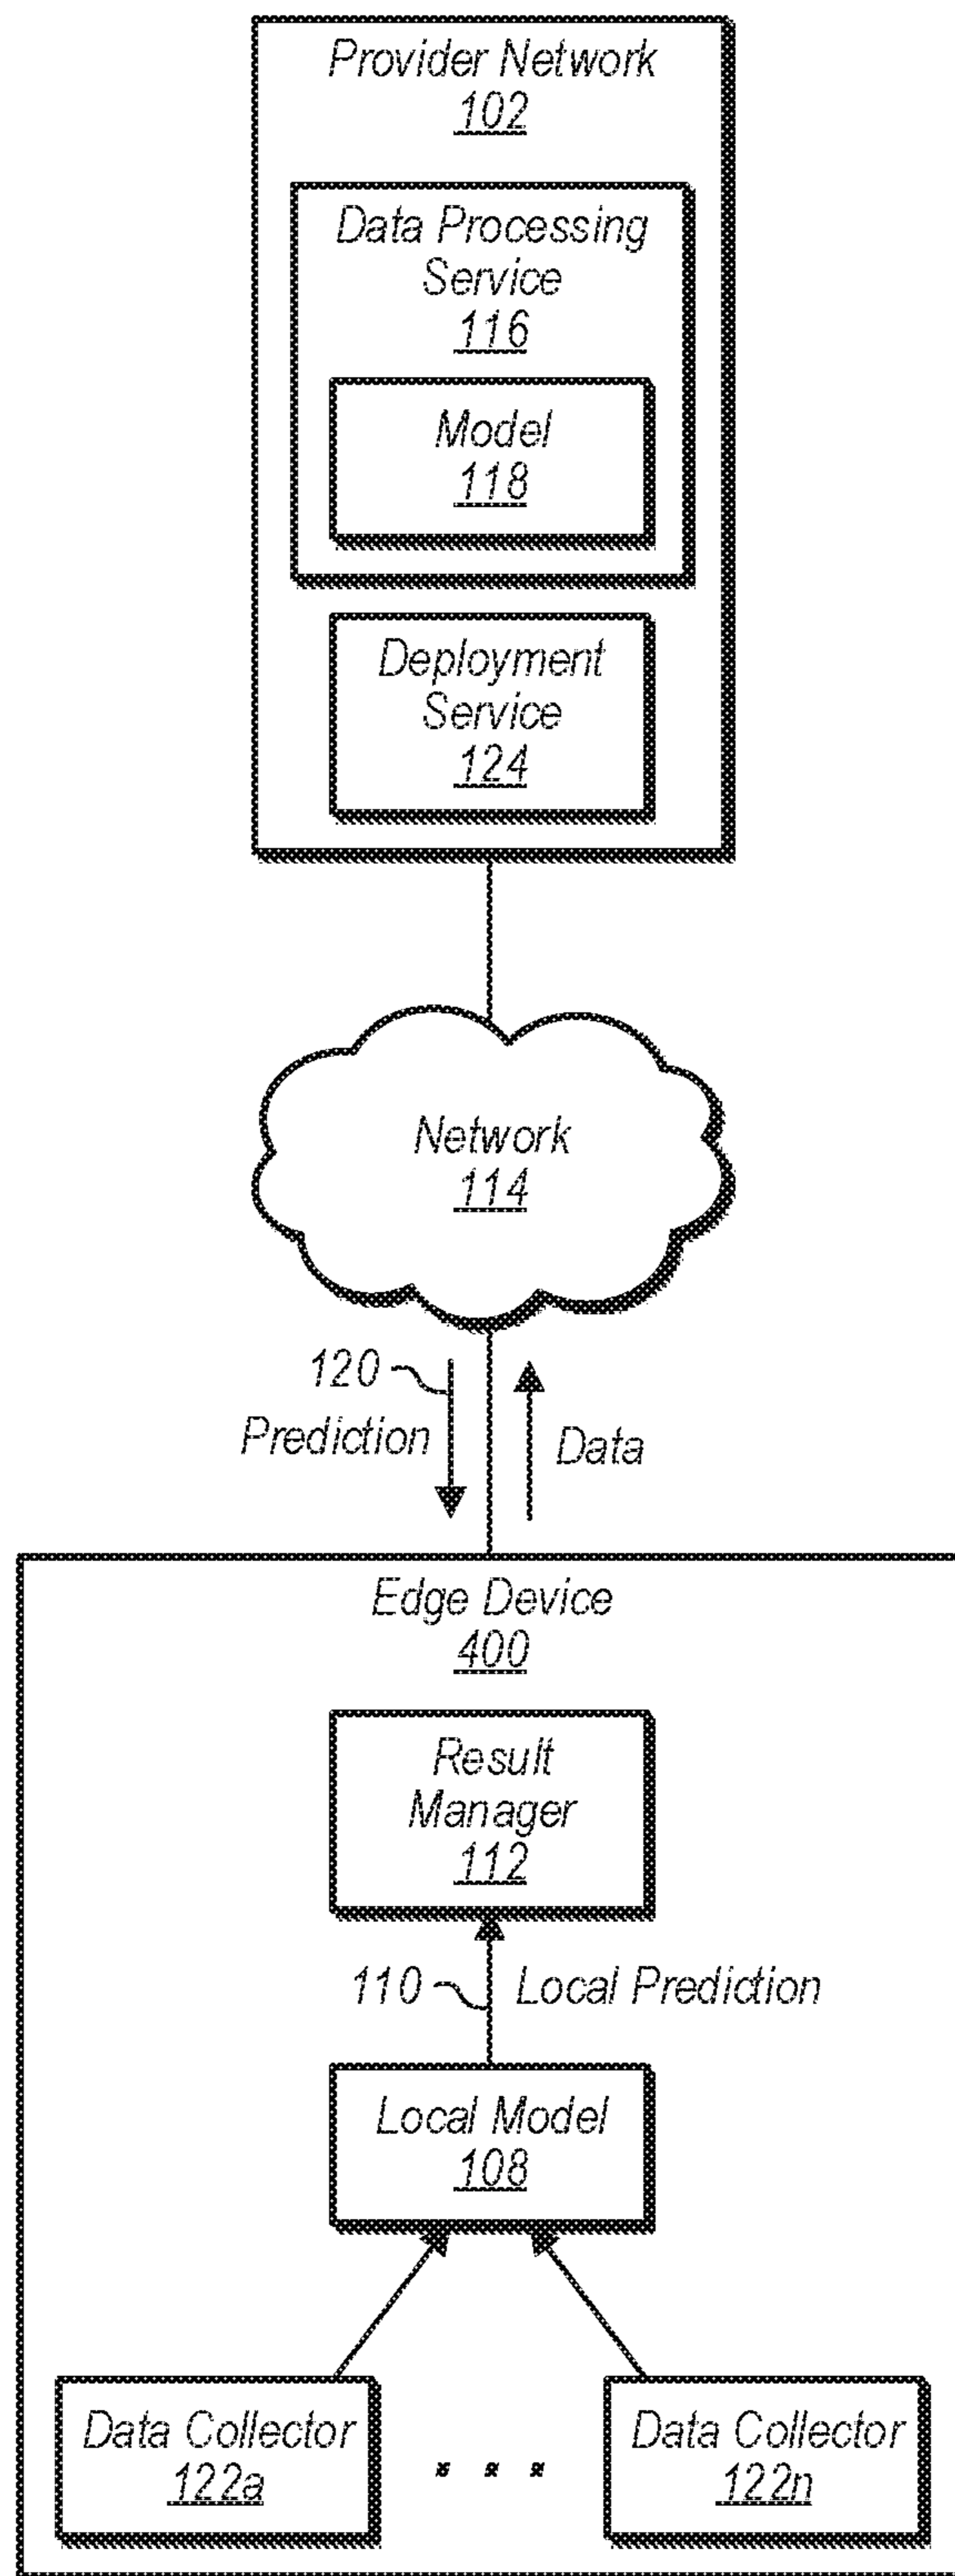 Provider Network
102
Data Processing
Service
116
Model
118
Deployment
Service
124
Network
114
120
Prediction
Data
Edge Device
400
Result
Manager
112
110
Local Prediction
Local Model
108
Data Collector
122a
. . .
Data Collector
122n